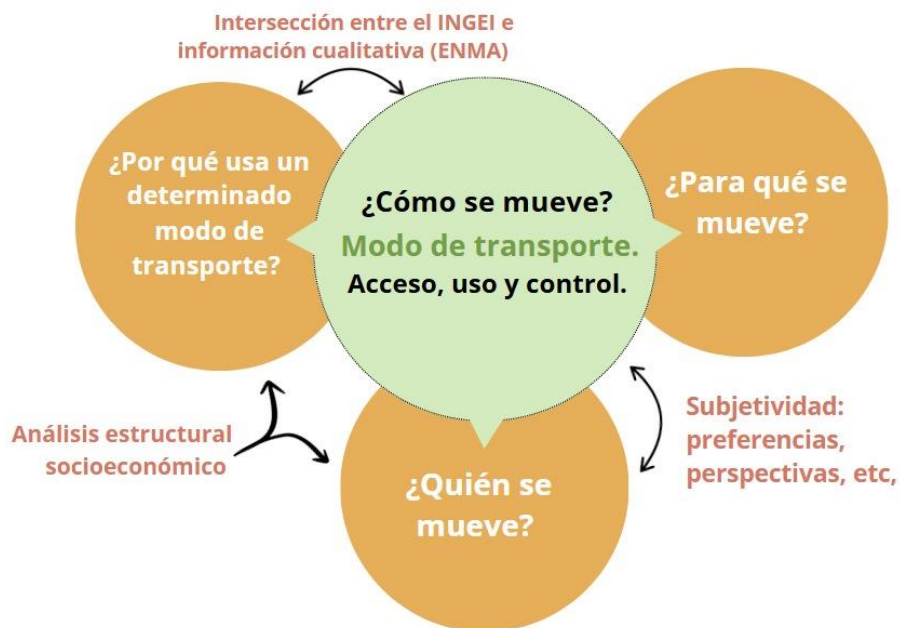 Intersección entre el INGEI e
información cualitativa (ENMA)
¿Por qué usa un
determinado
modo de
transporte?
¿Cómo se mueve?
Modo de transporte.
Acceso, uso y control.
¿Para qué se
mueve?
Análisis estructural
socioeconómico
¿Quién se
mueve?
Subjetividad:
preferencias,
perspectivas, etc,